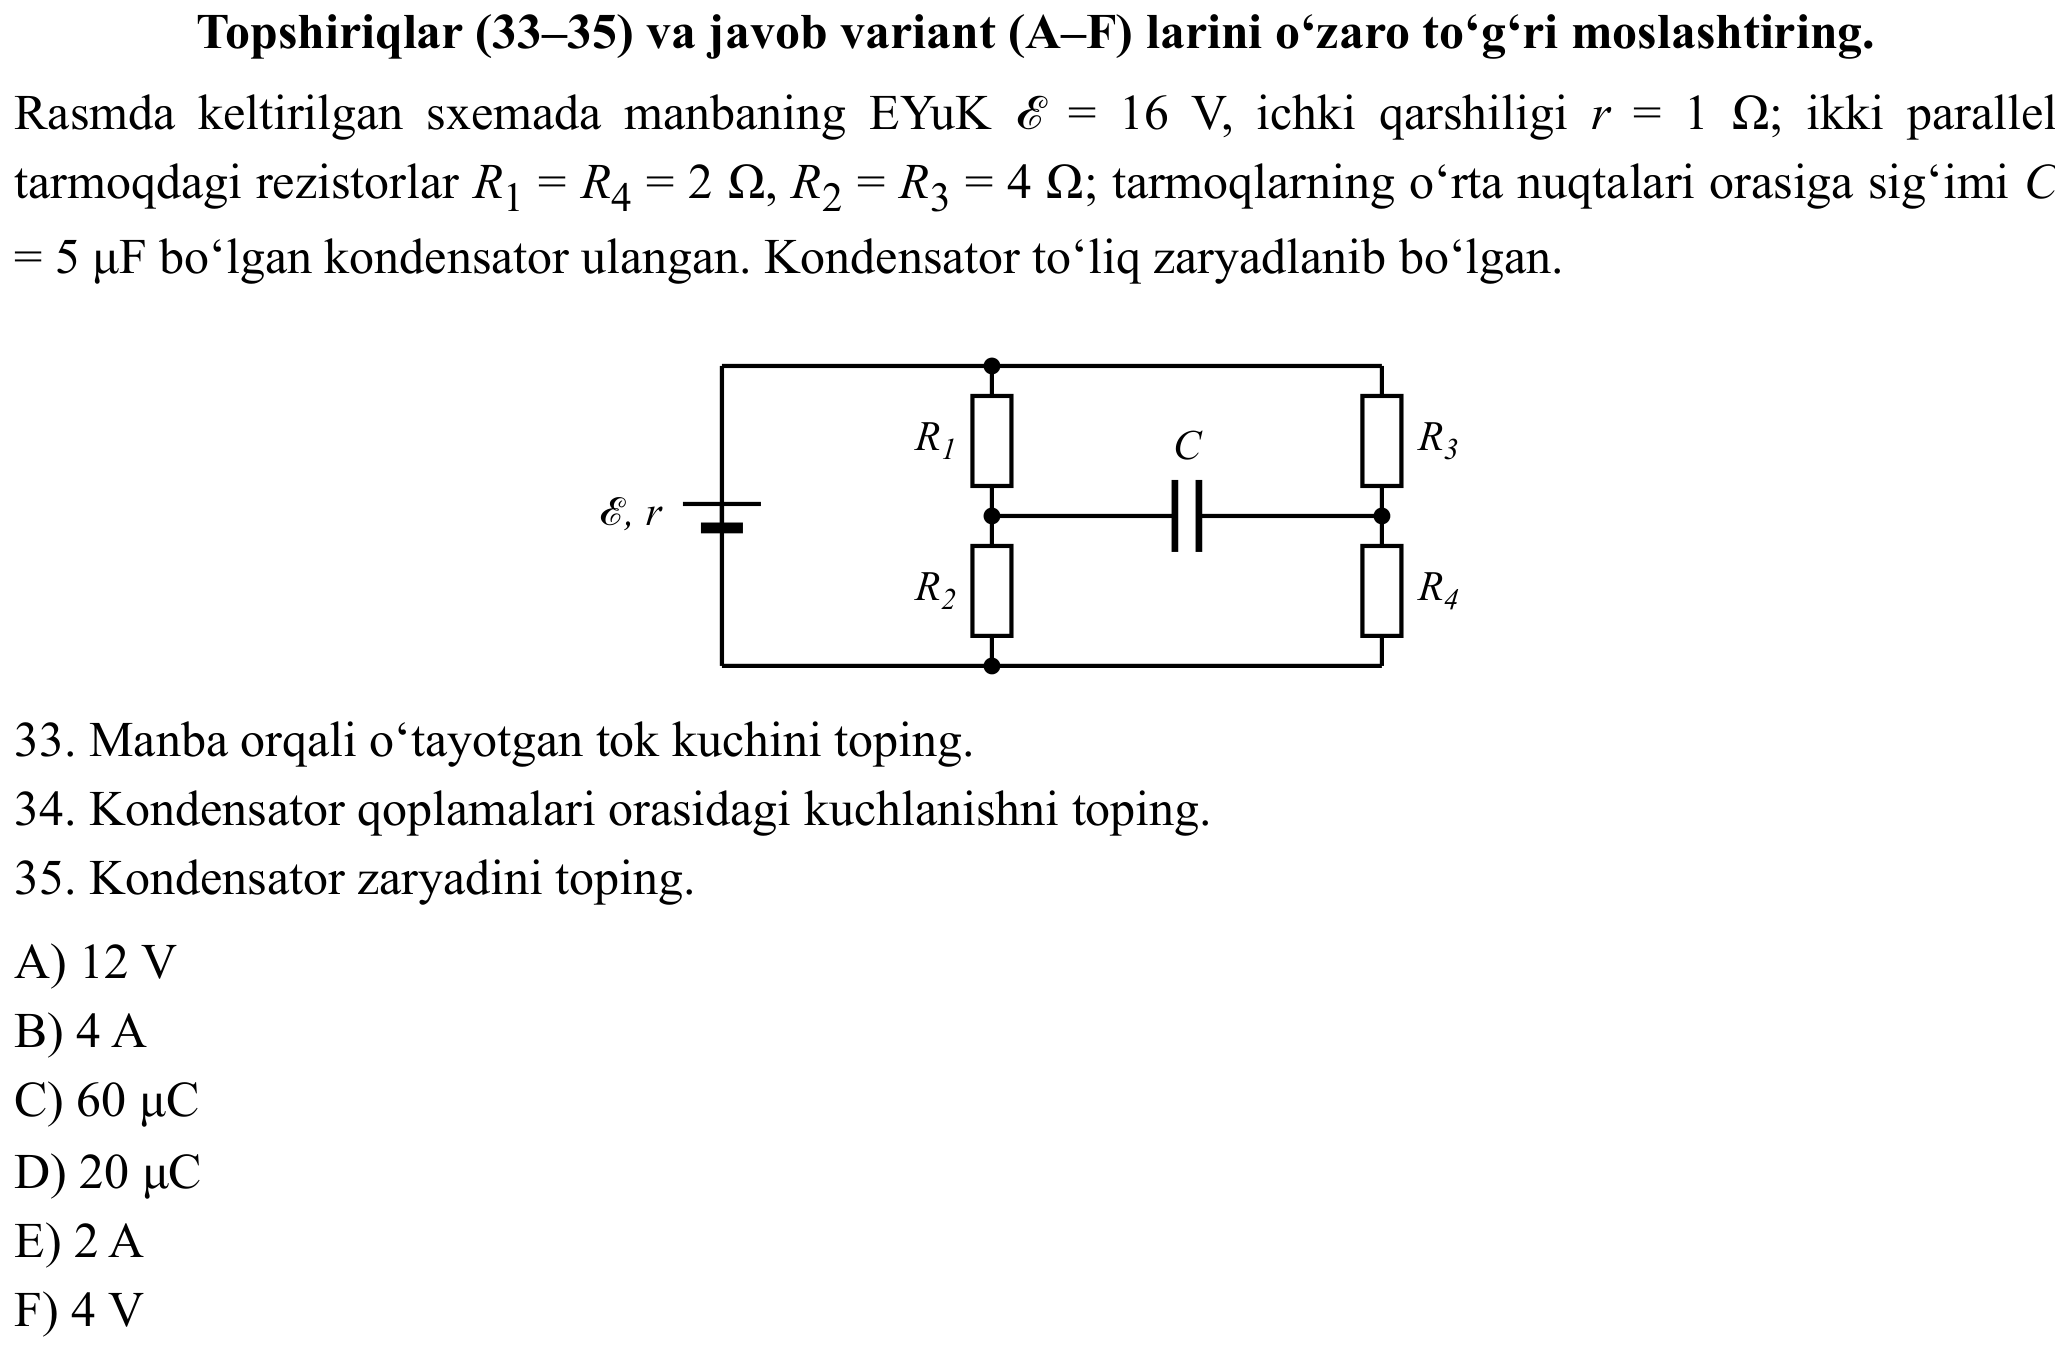 Topshiriqlar (33–35) va javob variant (A–F) larini o‘zaro to‘g‘ri moslashtiring.
Rasmda keltirilgan sxemada manbaning EYuK ℰ = 16 V, ichki qarshiligi r = 1 Ω; ikki parallel
tarmoqdagi rezistorlar R₁ = R₄ = 2 Ω, R₂ = R₃ = 4 Ω; tarmoqlarning o‘rta nuqtalari orasiga sig‘imi C
= 5 μF bo‘lgan kondensator ulangan. Kondensator to‘liq zaryadlanib bo‘lgan.
R₁
C
R₃
ℰ, r
R₂
R₄
33. Manba orqali o‘tayotgan tok kuchini toping.
34. Kondensator qoplamalari orasidagi kuchlanishni toping.
35. Kondensator zaryadini toping.
A) 12 V
B) 4 A
C) 60 μC
D) 20 μC
E) 2 A
F) 4 V